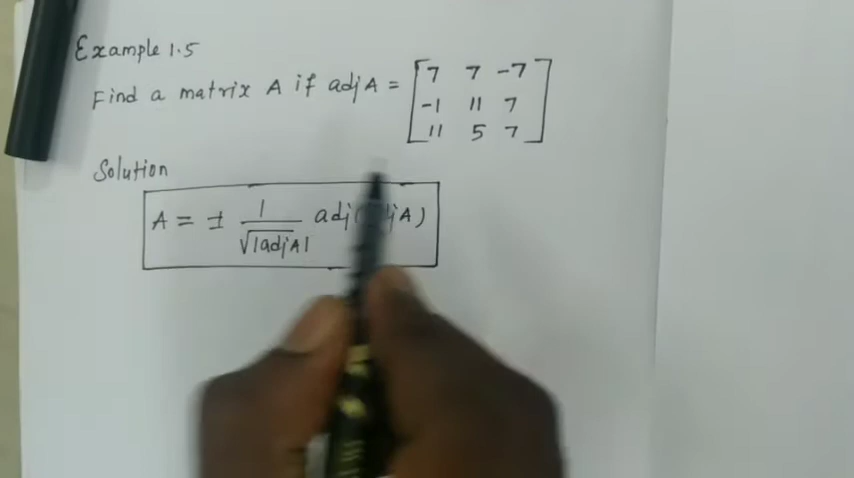 Example 1.5
Find a matrix A if adj A = [7 7 -7
-1 11 7
11 5 7]
Solution
A = ± 1/√|adj A| adj( A)